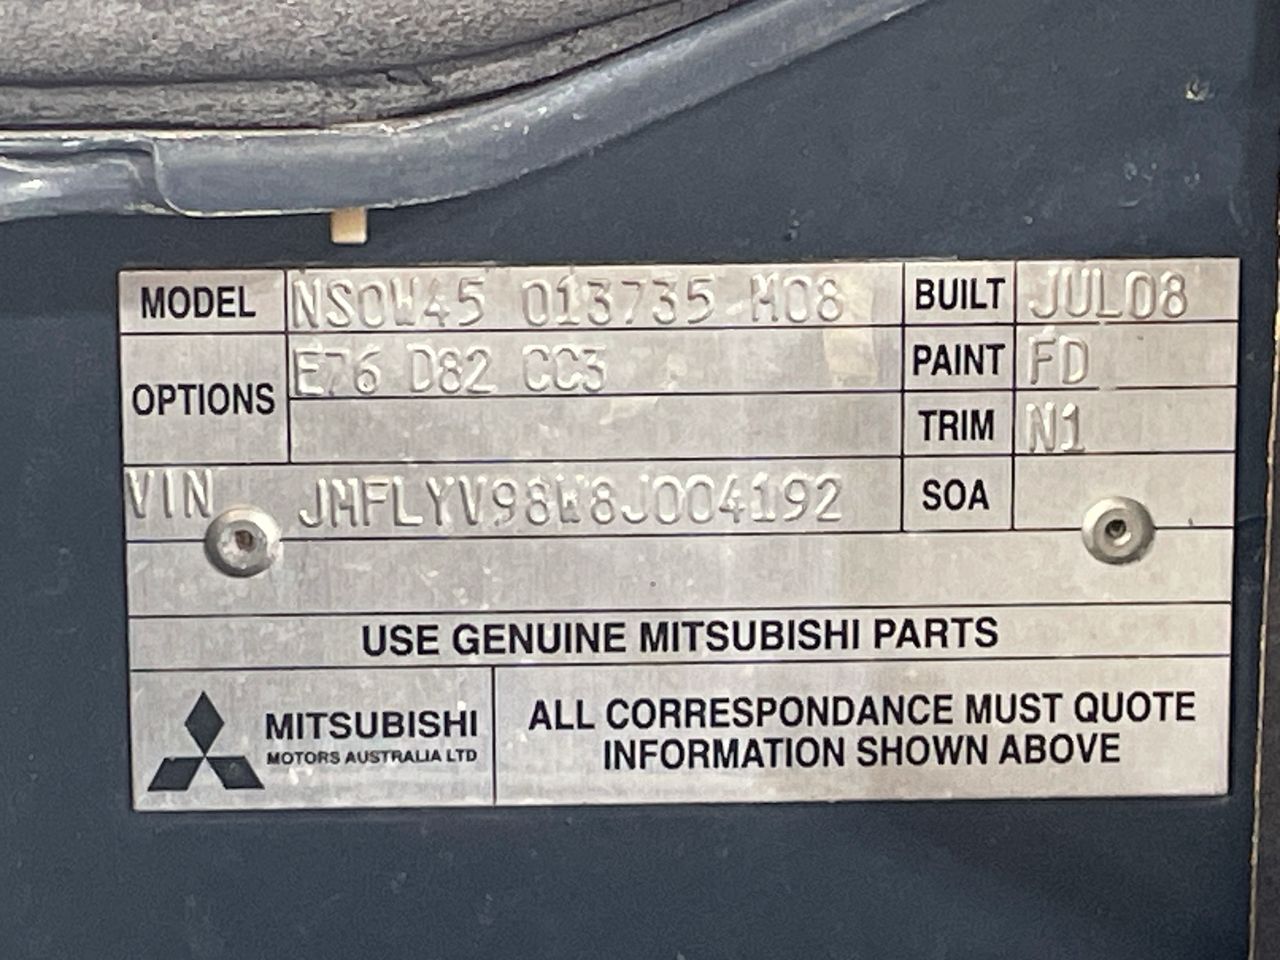 MODEL NS0W45 013735 M08 BUILT JUL08
OPTIONS E76 D82 CC3 PAINT FD
TRIM N1
VIN JMFLYV98W8J004192 SOA
USE GENUINE MITSUBISHI PARTS
MITSUBISHI
MOTORS AUSTRALIA LTD
ALL CORRESPONDANCE MUST QUOTE
INFORMATION SHOWN ABOVE